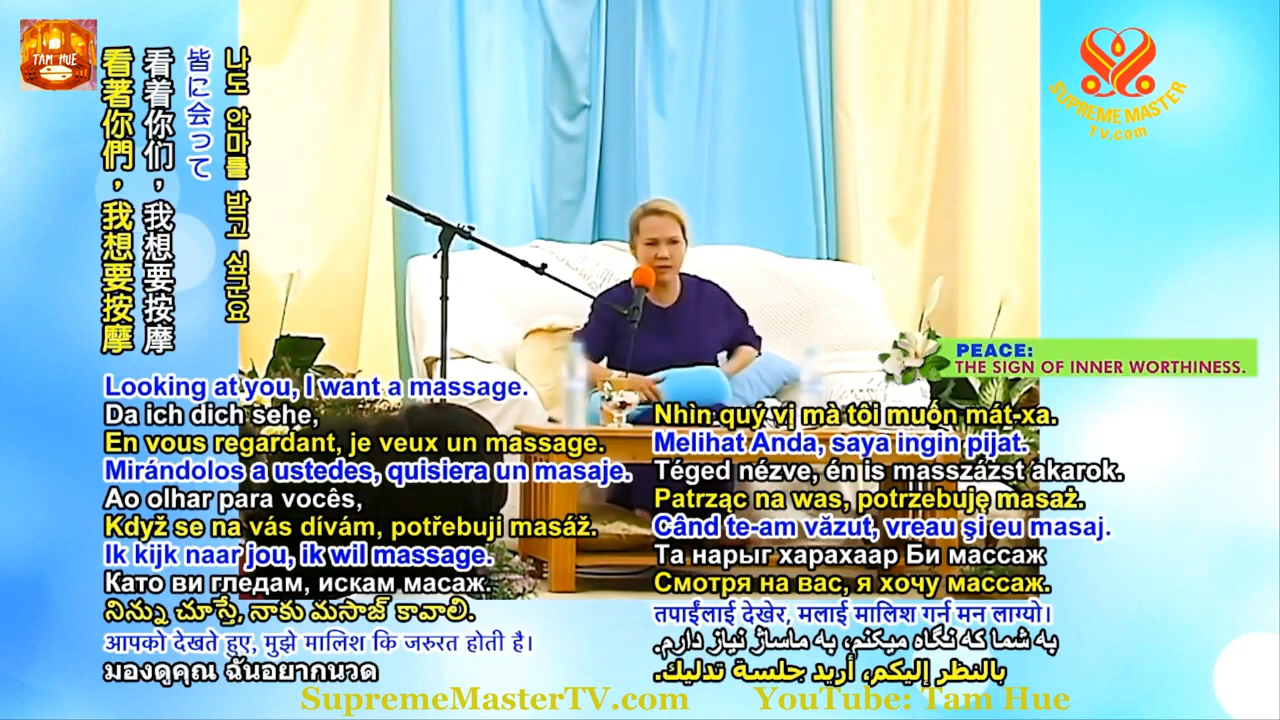 TAM HUE
看著你們，我想要按摩
看着你们，我想要按摩
皆に会って
나도 안마를 받고 싶군요
SUPREME MASTER
TV.com
PEACE:
THE SIGN OF INNER WORTHINESS.
Looking at you, I want a massage.
Da ich dich sehe,
En vous regardant, je veux un massage.
Mirándolos a ustedes, quisiera un masaje.
Ao olhar para vocês,
Když se na vás dívám, potřebuji masáž.
Ik kijk naar jou, ik wil massage.
Като ви гледам, искам масаж.
నిన్ను చూస్తే, నాకు మసాజ్ కావాలి.
आपको देखते हुए, मुझे मालिश कि जरुरत होती है।
มองดูคุณ ฉันอยากนวด
Nhìn quý vị mà tôi muốn mát-xa.
Melihat Anda, saya ingin pijat.
Téged nézve, én is masszázst akarok.
Patrząc na was, potrzebuję masaż.
Când te-am văzut, vreau şi eu masaj.
Та нарыг харахаар Би массаж
Смотря на вас, я хочу массаж.
तपाईंलाई देखेर, मलाई मालिश गर्न मन लाग्यो।
به شما که نگاه میکنم، به ماساژ نیاز دارم.
بالنظر إليكم، أريد جلسة تدليك.
SupremeMasterTV.com YouTube: Tam Hue